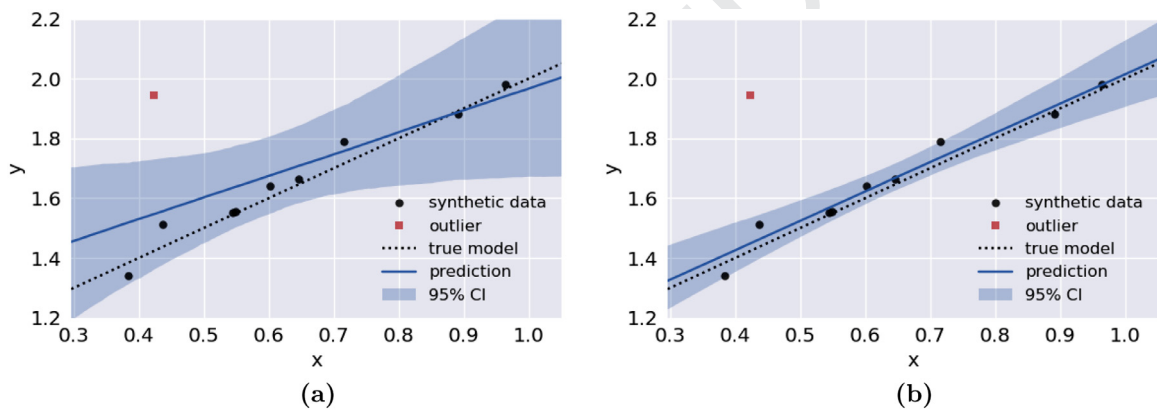 2.2
2.0
1.8
1.6
1.4
1.2
y
0.3 0.4 0.5 0.6 0.7 0.8 0.9 1.0
x
synthetic data
outlier
true model
prediction
95% CI
(a)
2.2
2.0
1.8
1.6
1.4
1.2
y
0.3 0.4 0.5 0.6 0.7 0.8 0.9 1.0
x
synthetic data
outlier
true model
prediction
95% CI
(b)